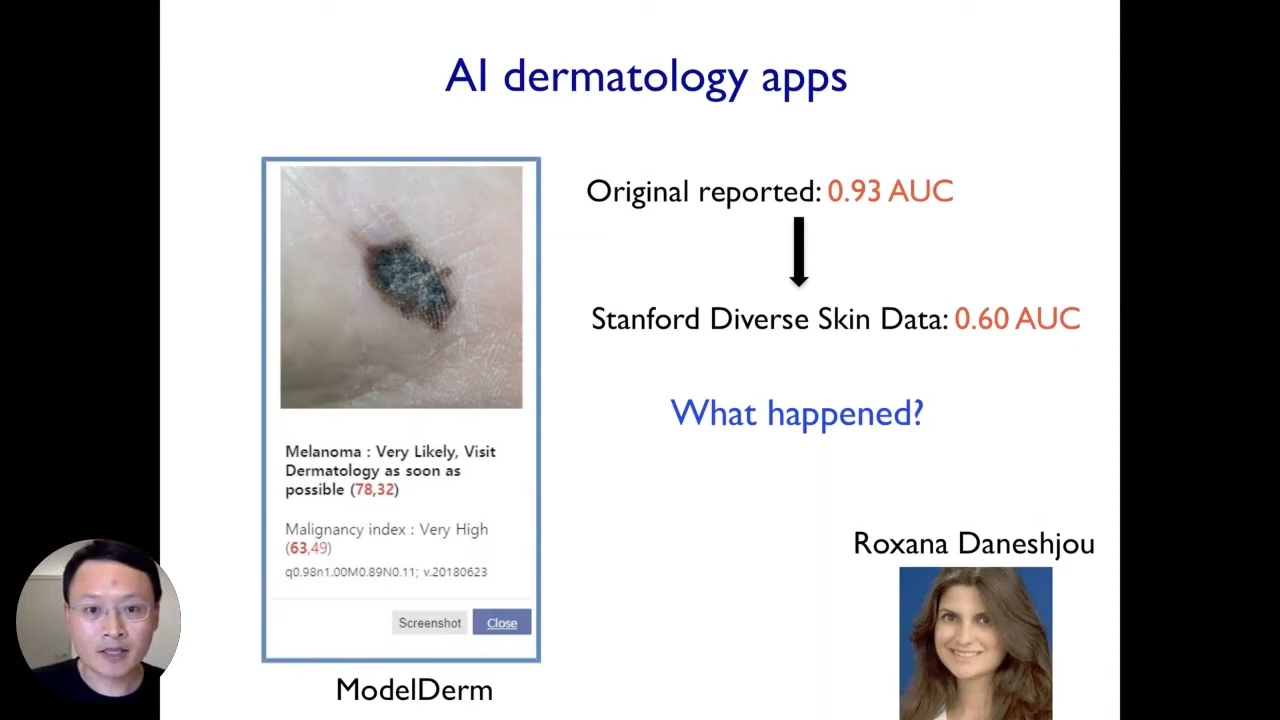 AI dermatology apps
Original reported: 0.93 AUC
Stanford Diverse Skin Data: 0.60 AUC
What happened?
Melanoma : Very Likely, Visit
Dermatology as soon as
possible (78,32)
Malignancy index : Very High
(63,49)
q0.98n1.00M0.89N0.11; v.20180623
Screenshot
Close
ModelDerm
Roxana Daneshjou